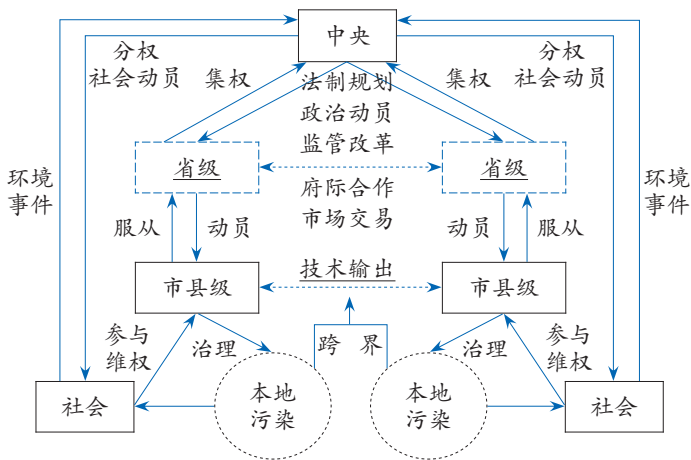 中央
分权
社会动员
集权
法制规划
政治动员
监管改革
集权
分权
社会动员
环境
事件
省级
省级
环境
事件
府际合作
市场交易
服从
动员
动员
服从
市县级
技术输出
市县级
参与
维权
治理
跨 界
治理
参与
维权
社会
本地
污染
本地
污染
社会